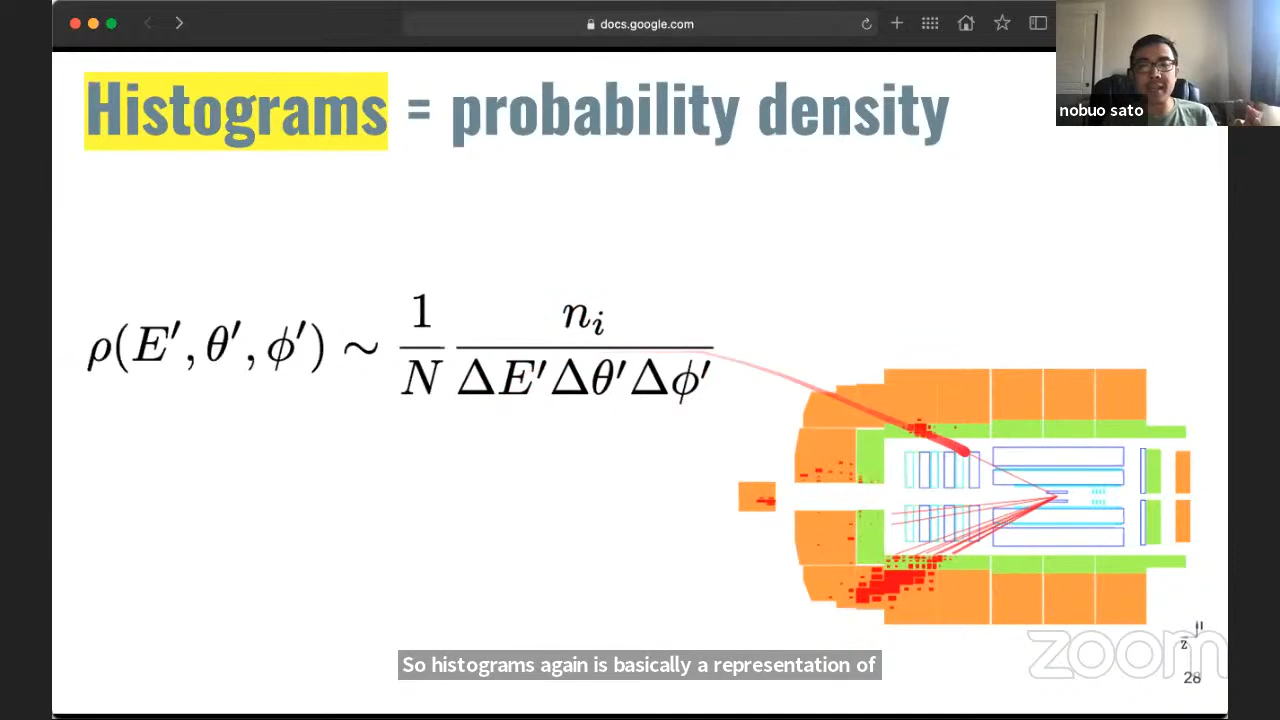 docs.google.com
Histograms = probability density
nobuo sato
ρ(E′, θ′, φ′) ∼ 1/N n_i/ΔE′Δθ′Δφ′
So histograms again is basically a representation of
zoom
z
28